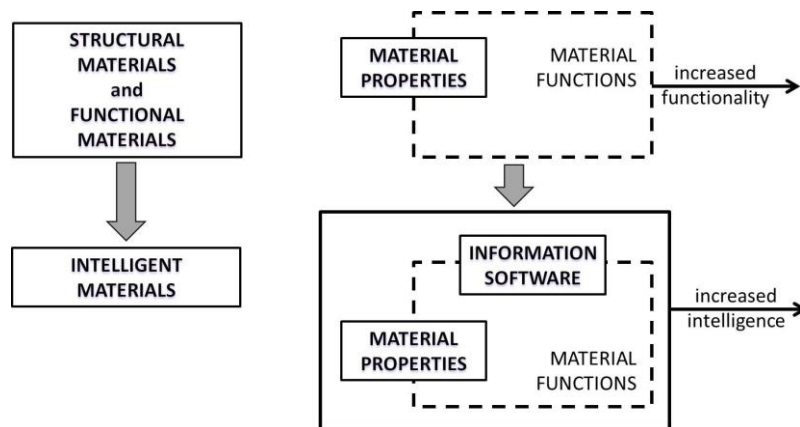 STRUCTURAL
MATERIALS
and
FUNCTIONAL
MATERIALS
INTELLIGENT
MATERIALS
MATERIAL
PROPERTIES
MATERIAL
FUNCTIONS
increased
functionality
INFORMATION
SOFTWARE
MATERIAL
PROPERTIES
MATERIAL
FUNCTIONS
increased
intelligence